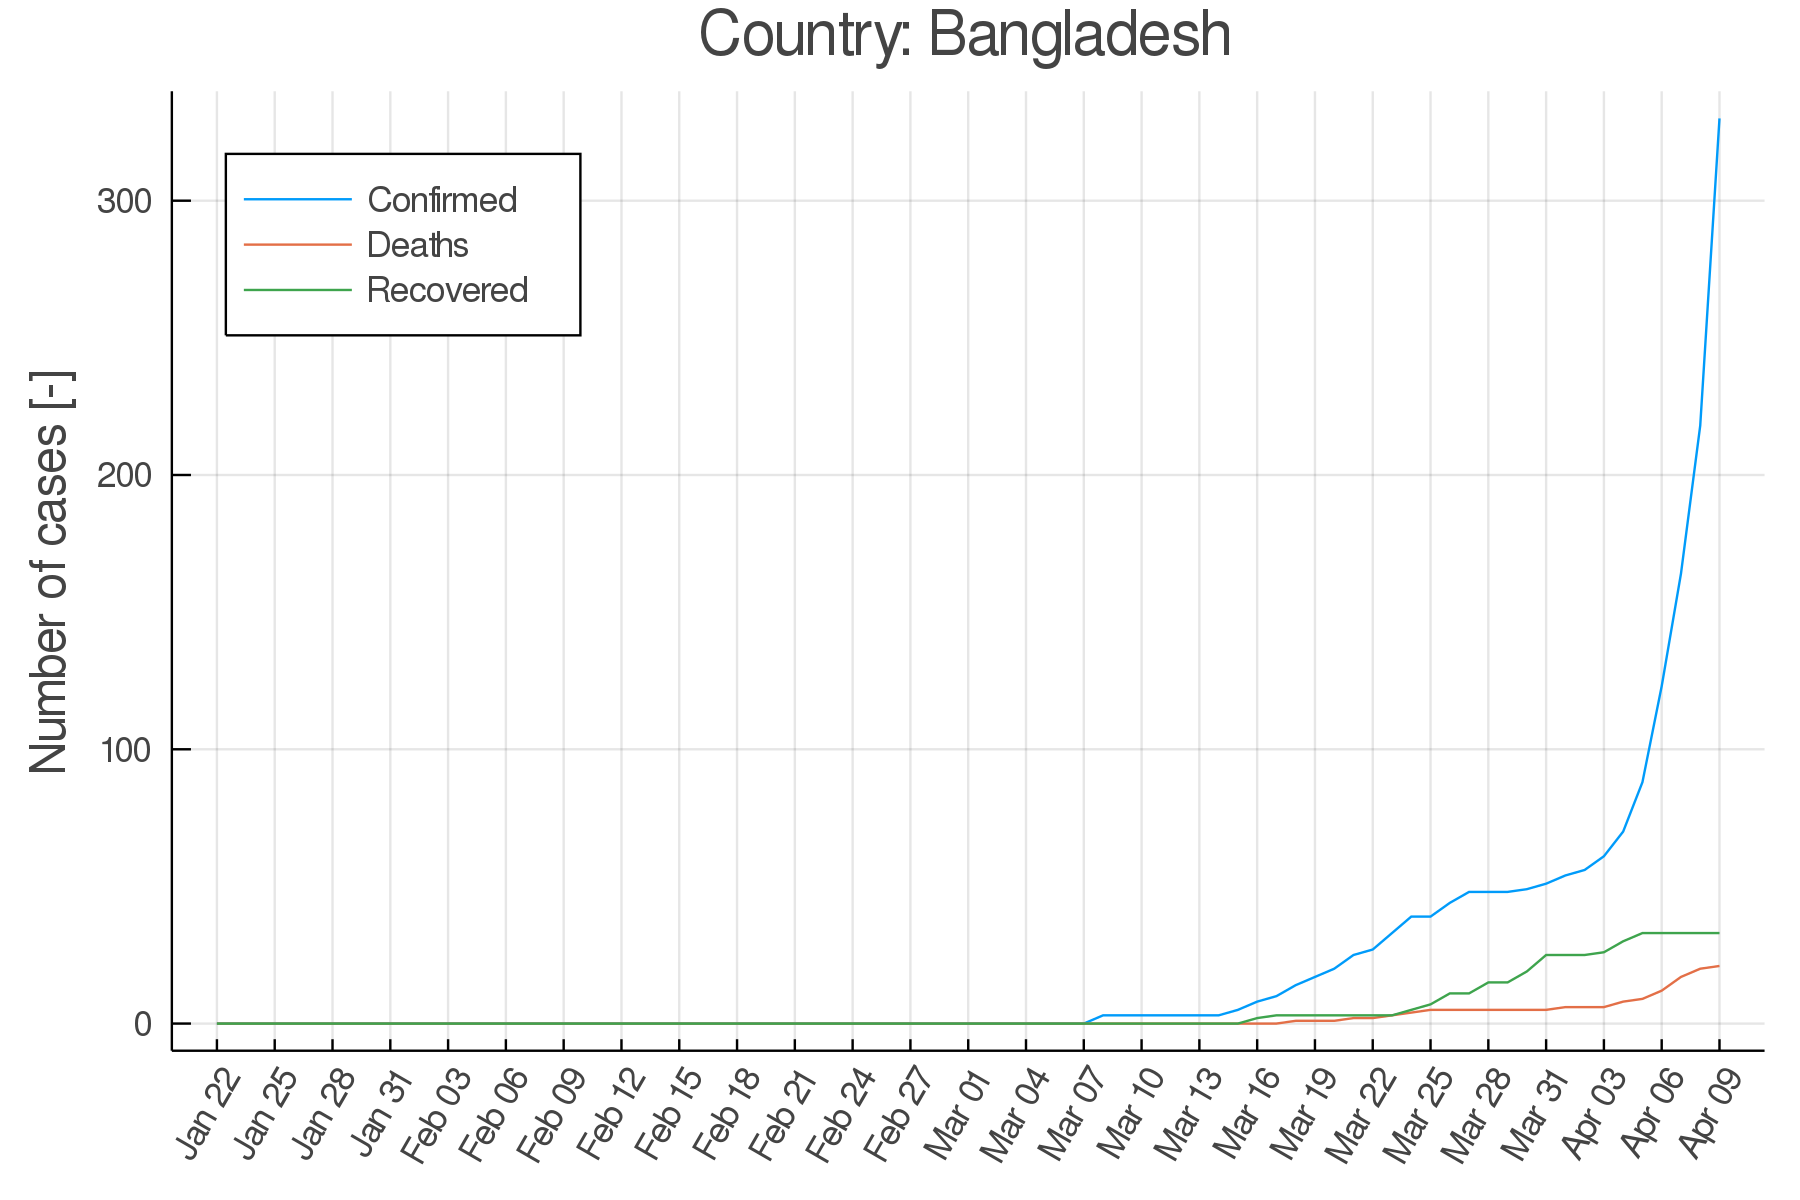 Country: Bangladesh
Number of cases [-]
300
200
100
0
Confirmed
Deaths
Recovered
Jan 22
Jan 25
Jan 28
Jan 31
Feb 03
Feb 06
Feb 09
Feb 12
Feb 15
Feb 18
Feb 21
Feb 24
Feb 27
Mar 01
Mar 04
Mar 07
Mar 10
Mar 13
Mar 16
Mar 19
Mar 22
Mar 25
Mar 28
Mar 31
Apr 03
Apr 06
Apr 09